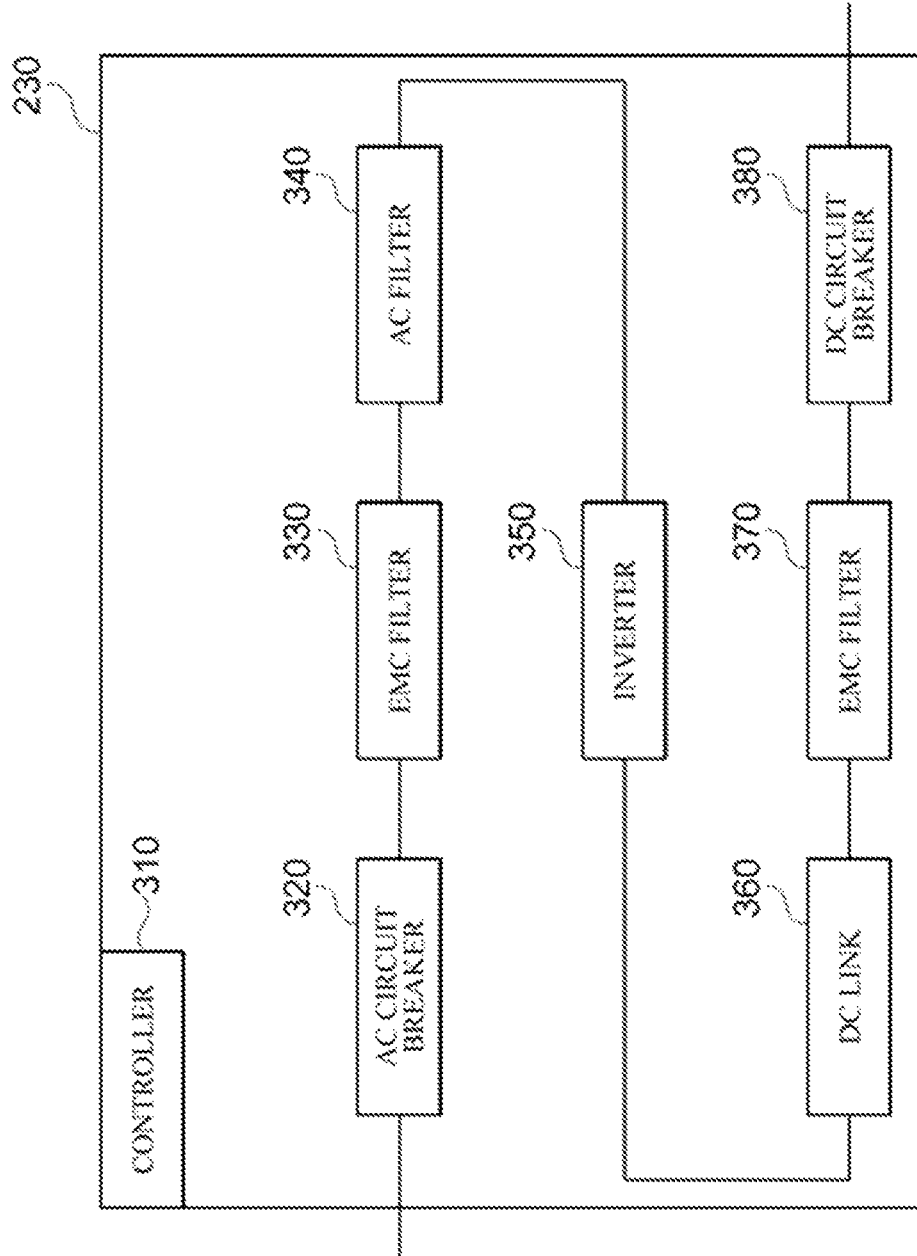 230
CONTROLLER
310
320
AC CIRCUIT
BREAKER
330
EMC FILTER
340
AC FILTER
350
INVERTER
360
DC LINK
370
EMC FILTER
380
DC CIRCUIT
BREAKER